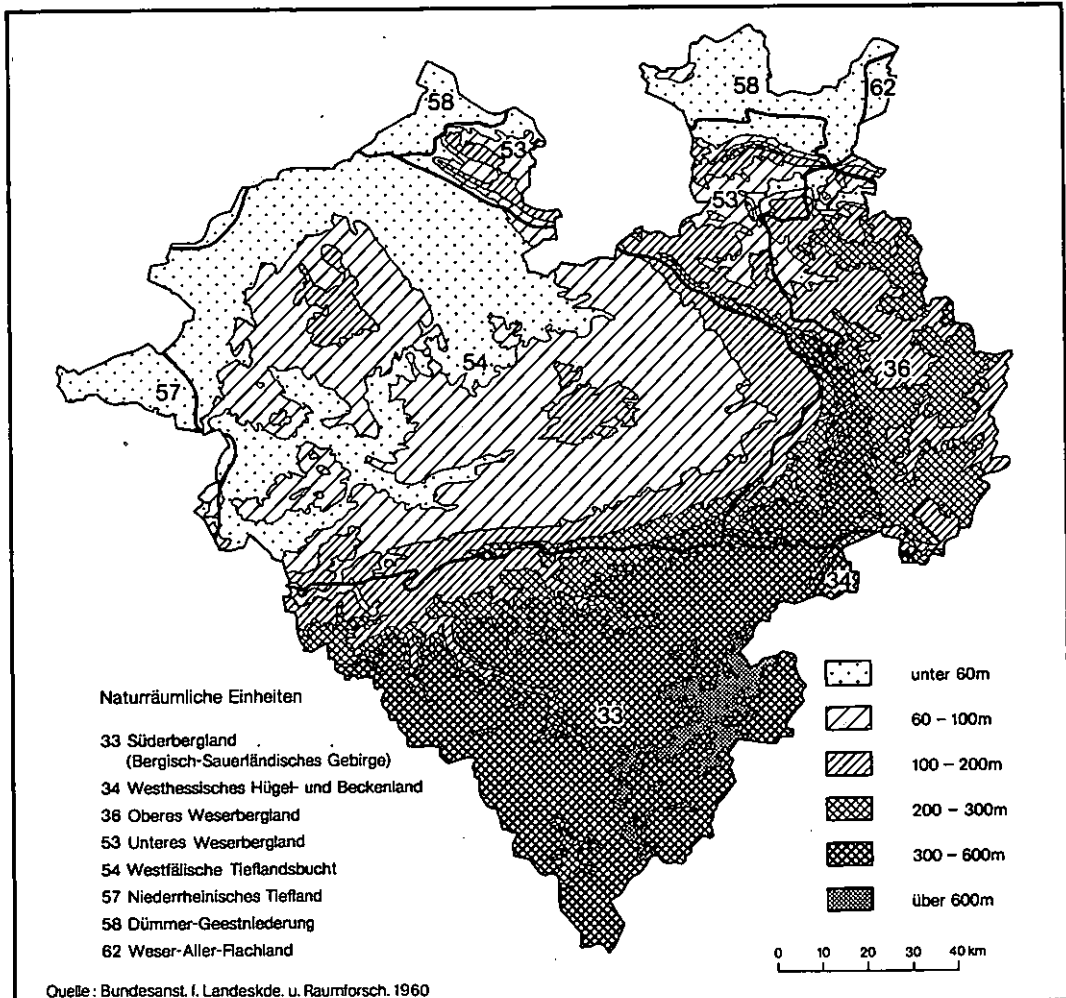 58
58
62
53
53
54
36
57
34
33
Naturräumliche Einheiten
33 Süderbergland
(Bergisch-Sauerländisches Gebirge)
34 Westhessisches Hügel- und Beckenland
36 Oberes Weserbergland
53 Unteres Weserbergland
54 Westfälische Tieflandsbucht
57 Niederrheinisches Tiefland
58 Dümmer-Geestniederung
62 Weser-Aller-Flachland
unter 60m
60 – 100m
100 – 200m
200 – 300m
300 – 600m
über 600m
0 10 20 30 40 km
Quelle: Bundesanst. f. Landeskde. u. Raumforsch. 1960